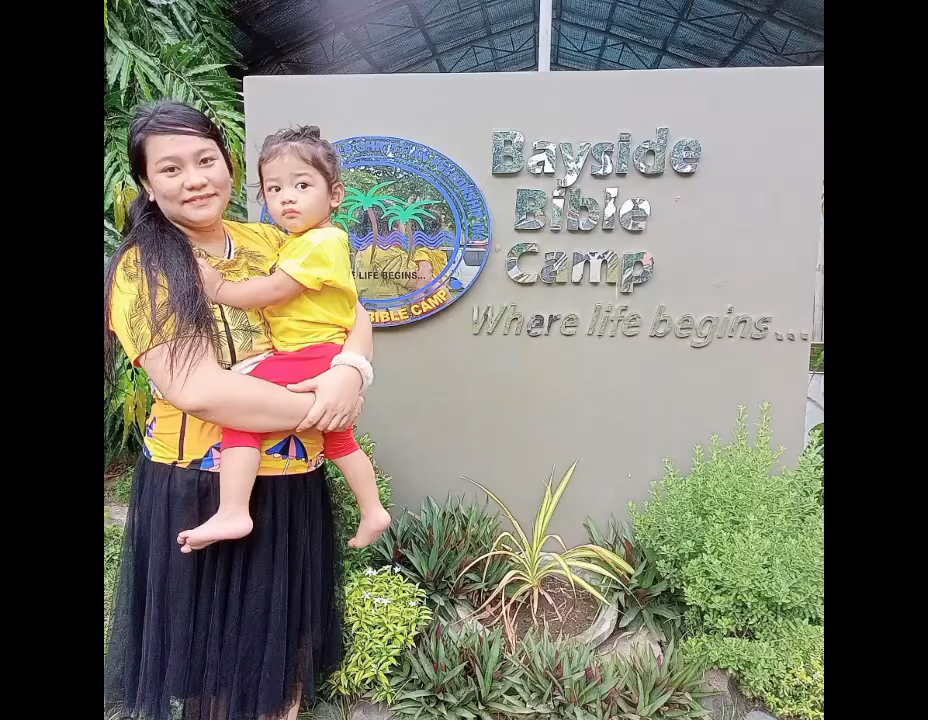 Bayside
Bible
Camp
Where life begins...
LIFE BEGINS...
BIBLE CAMP